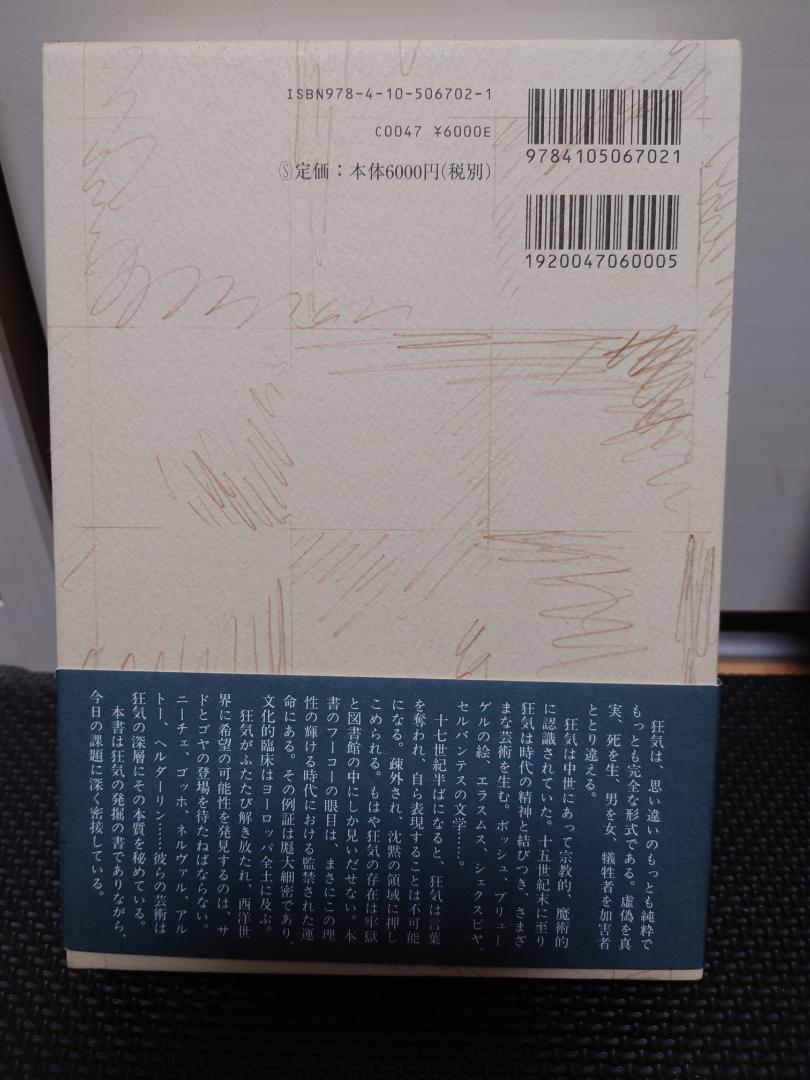 ISBN978-4-10-506702-1
C0047 ¥6000E
Ⓢ定価：本体6000円(税別)
9784105067021
1920047060005
狂気は、思い違いのもっとも純粋で
もっとも完全な形式である。虚偽を真
実、死を生、男を女、犠牲者を加害者
ととり違える。
狂気は中世にあって宗教的、魔術的
に認識されていた。十五世紀末に至り
狂気は時代の精神と結びつき、さまざ
まな芸術を生む。ボッシュ、ブリュー
ゲルの絵、エラスムス、シェクスピヤ、
セルバンテスの文学……。
十七世紀半ばになると、狂気は言葉
を奪われ、自ら表現することは不可能
になる。疎外され、沈黙の領域に押し
こめられる。もはや狂気の存在は牢獄
と図書館の中にしか見いだせない。本
書のフーコーの眼目は、まさにこの理
性の輝ける時代における監禁された運
命にある。その例証は厖大細密であり、
文化的臨床はヨーロッパ全土に及ぶ。
狂気がふたたび解き放たれ、西洋世
界に希望の可能性を発見するのは、サ
ドとゴヤの登場を待たねばならない。
ニーチェ、ゴッホ、ネルヴァル、アル
トー、ヘルダーリン……彼らの芸術は
狂気の深層にその本質を秘めている。
本書は狂気の発掘の書でありながら、
今日の課題に深く密接している。